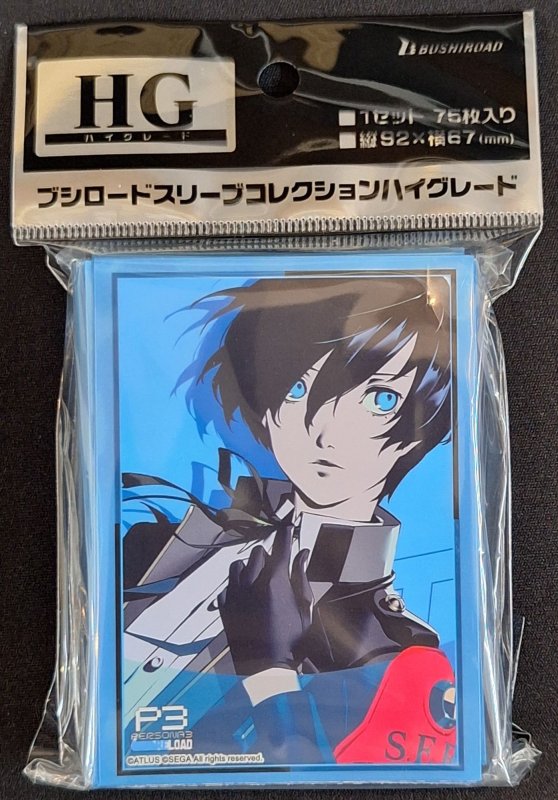 HG
ハイグレード
BUSHIROAD
■1セット 75枚入り
■縦92×横67(mm)
ブシロードスリーブコレクションハイグレード
S.E.E
P3
PERSONA3
RELOAD
©ATLUS ©SEGA All rights reserved.